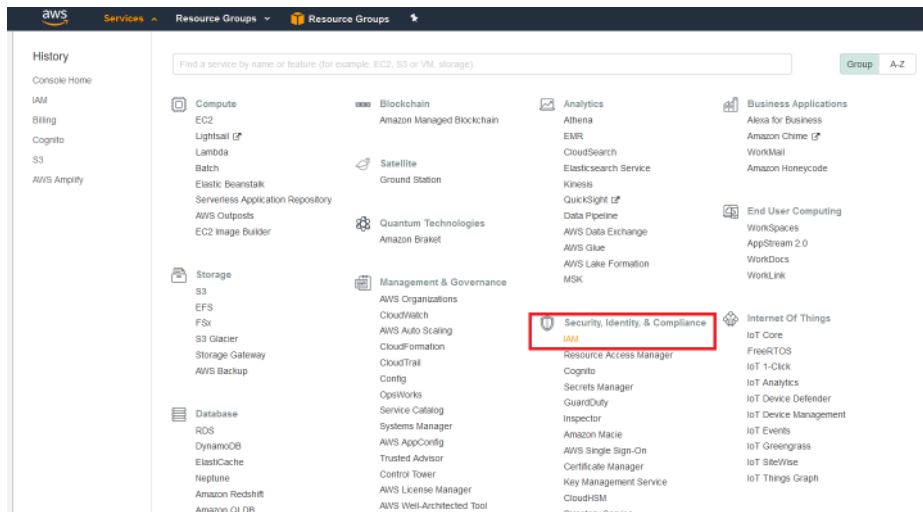 aws Services Resource Groups Resource Groups
History
Console Home
IAM
Billing
Cognito
S3
AWS Amplify
Find a service by name or feature (for example, EC2, S3 or VM, storage).
Group A-Z
Compute
EC2
Lightsail
Lambda
Batch
Elastic Beanstalk
Serverless Application Repository
AWS Outposts
EC2 Image Builder
Storage
S3
EFS
FSx
S3 Glacier
Storage Gateway
AWS Backup
Database
RDS
DynamoDB
ElastiCache
Neptune
Amazon Redshift
Amazon QLDB
Blockchain
Amazon Managed Blockchain
Satellite
Ground Station
Quantum Technologies
Amazon Braket
Management & Governance
AWS Organizations
CloudWatch
AWS Auto Scaling
CloudFormation
CloudTrail
Config
OpsWorks
Service Catalog
Systems Manager
AWS AppConfig
Trusted Advisor
Control Tower
AWS License Manager
AWS Well-Architected Tool
Analytics
Athena
EMR
CloudSearch
Elasticsearch Service
Kinesis
QuickSight
Data Pipeline
AWS Data Exchange
AWS Glue
AWS Lake Formation
MSK
Security, Identity, & Compliance
IAM
Resource Access Manager
Cognito
Secrets Manager
GuardDuty
Inspector
Amazon Macie
AWS Single Sign-On
Certificate Manager
Key Management Service
CloudHSM
Business Applications
Alexa for Business
Amazon Chime
WorkMail
Amazon Honeycode
End User Computing
WorkSpaces
AppStream 2.0
WorkDocs
WorkLink
Internet Of Things
IoT Core
FreeRTOS
IoT 1-Click
IoT Analytics
IoT Device Defender
IoT Device Management
IoT Events
IoT Greengrass
IoT SiteWise
IoT Things Graph